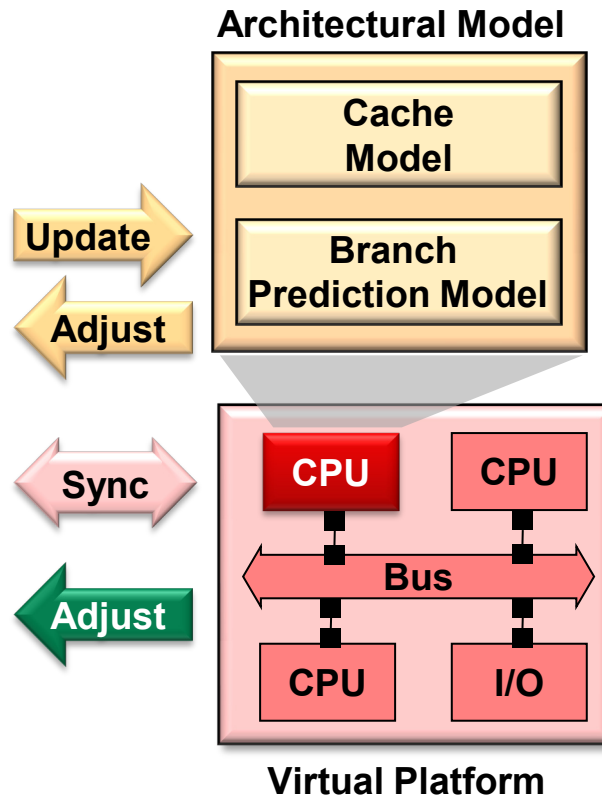 Architectural Model
Cache
Model
Branch
Prediction Model
Update
Adjust
Sync
Adjust
CPU
CPU
Bus
CPU
I/O
Virtual Platform